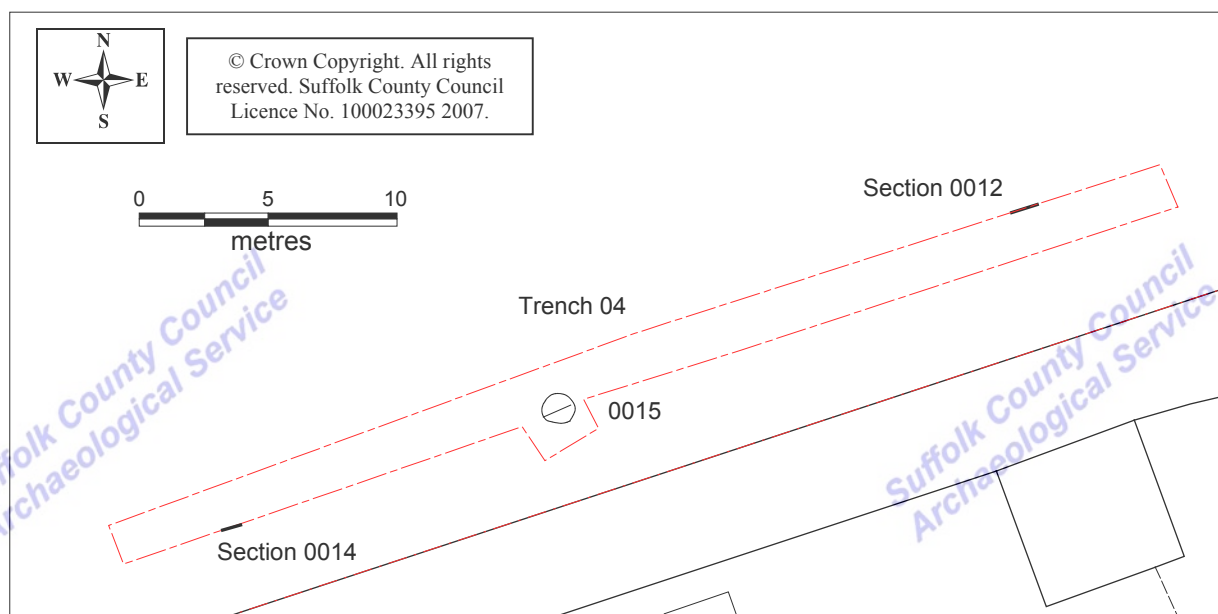 N
W E
S
© Crown Copyright. All rights
reserved. Suffolk County Council
Licence No. 100023395 2007.
0 5 10
metres
Section 0012
Trench 04
0015
Section 0014
Suffolk County Council
Archaeological Service
Suffolk County Council
Archaeological Service